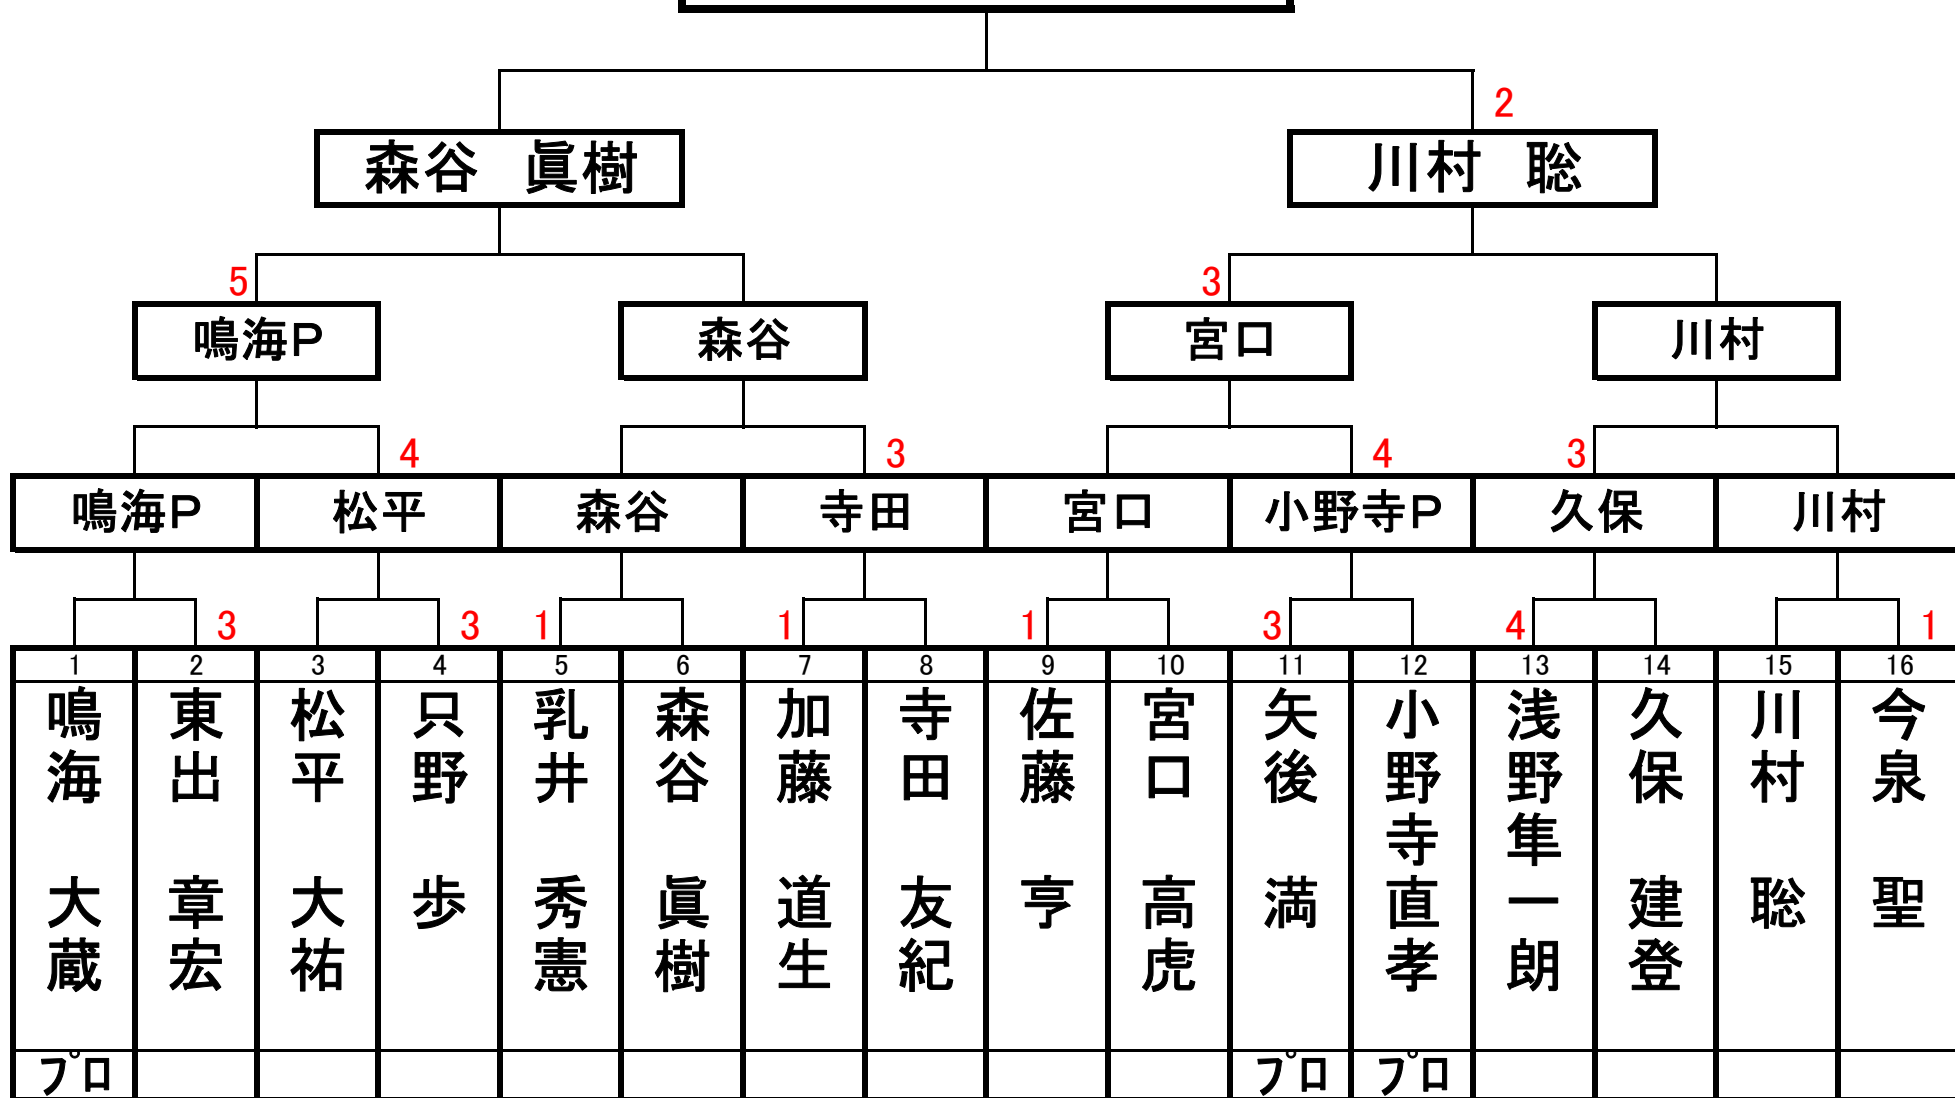 2
森谷　眞樹
川村　聡
5
3
鳴海P
森谷
宮口
川村
4
3
4
3
鳴海P
松平
森谷
寺田
宮口
小野寺P
久保
川村
3
3
1
1
1
3
4
1
1
2
3
4
5
6
7
8
9
10
11
12
13
14
15
16
鳴海　大蔵
東出　章宏
松平　大祐
只野　歩
乳井　秀憲
森谷　眞樹
加藤　道生
寺田　友紀
佐藤　亨
宮口　高虎
矢後　満
小野寺直孝
浅野隼一朗
久保　建登
川村　聡
今泉　聖
プロ
プロ
プロ